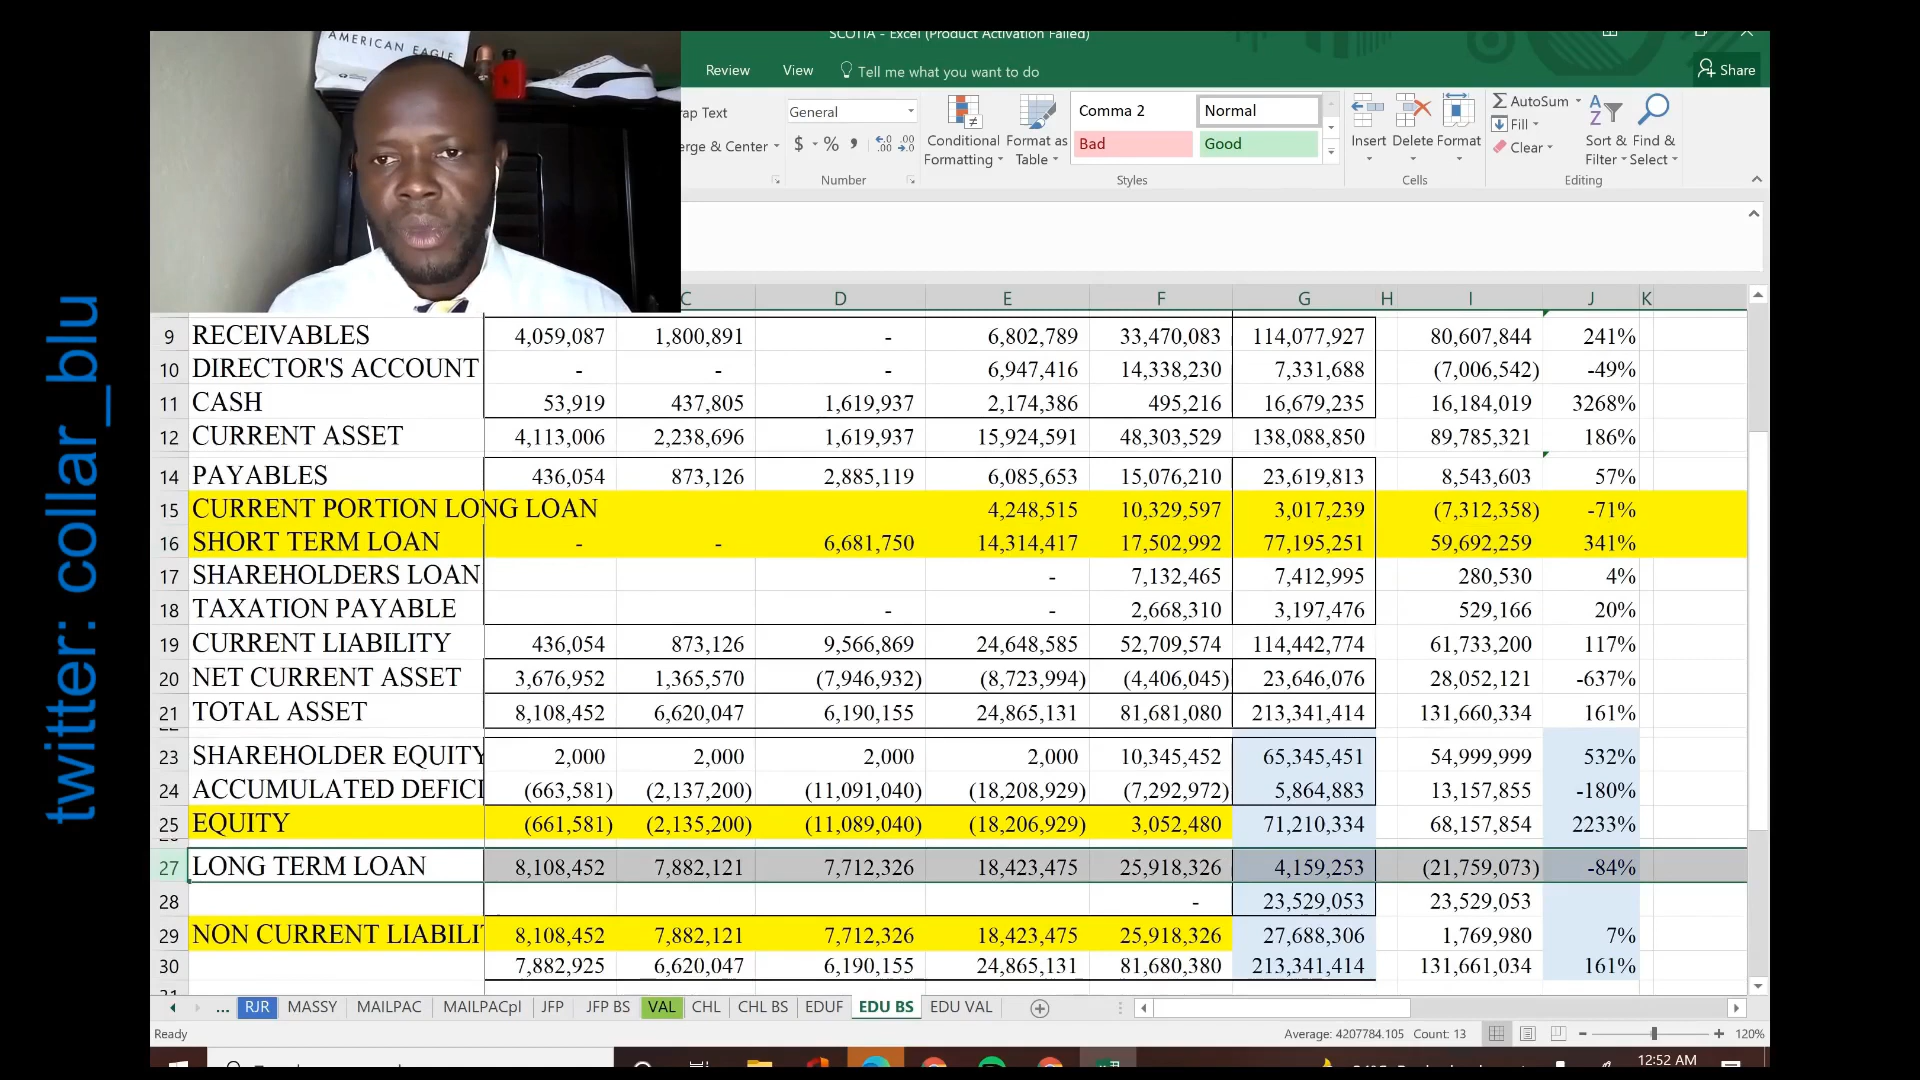 twitter: collar_blu
AMERICAN EAGLE
SCOTIA - Excel (Product Activation Failed)
Review View Tell me what you want to do Share
rap Text General Comma 2 Normal AutoSum
Bad Good Fill
erge & Center $ % , Conditional Formatting Format as Table Insert Delete Format Clear Sort & Filter Find & Select
Number Styles Cells Editing
C D E F G H I J K
9 RECEIVABLES 4,059,087 1,800,891 - 6,802,789 33,470,083 114,077,927 80,607,844 241%
10 DIRECTOR'S ACCOUNT - - - 6,947,416 14,338,230 7,331,688 (7,006,542) -49%
11 CASH 53,919 437,805 1,619,937 2,174,386 495,216 16,679,235 16,184,019 3268%
12 CURRENT ASSET 4,113,006 2,238,696 1,619,937 15,924,591 48,303,529 138,088,850 89,785,321 186%
14 PAYABLES 436,054 873,126 2,885,119 6,085,653 15,076,210 23,619,813 8,543,603 57%
15 CURRENT PORTION LONG LOAN 4,248,515 10,329,597 3,017,239 (7,312,358) -71%
16 SHORT TERM LOAN - - 6,681,750 14,314,417 17,502,992 77,195,251 59,692,259 341%
17 SHAREHOLDERS LOAN - 7,132,465 7,412,995 280,530 4%
18 TAXATION PAYABLE - - 2,668,310 3,197,476 529,166 20%
19 CURRENT LIABILITY 436,054 873,126 9,566,869 24,648,585 52,709,574 114,442,774 61,733,200 117%
20 NET CURRENT ASSET 3,676,952 1,365,570 (7,946,932) (8,723,994) (4,406,045) 23,646,076 28,052,121 -637%
21 TOTAL ASSET 8,108,452 6,620,047 6,190,155 24,865,131 81,681,080 213,341,414 131,660,334 161%
23 SHAREHOLDER EQUITY 2,000 2,000 2,000 2,000 10,345,452 65,345,451 54,999,999 532%
24 ACCUMULATED DEFICI (663,581) (2,137,200) (11,091,040) (18,208,929) (7,292,972) 5,864,883 13,157,855 -180%
25 EQUITY (661,581) (2,135,200) (11,089,040) (18,206,929) 3,052,480 71,210,334 68,157,854 2233%
27 LONG TERM LOAN 8,108,452 7,882,121 7,712,326 18,423,475 25,918,326 4,159,253 (21,759,073) -84%
28 - 23,529,053 23,529,053
29 NON CURRENT LIABILI 8,108,452 7,882,121 7,712,326 18,423,475 25,918,326 27,688,306 1,769,980 7%
30 7,882,925 6,620,047 6,190,155 24,865,131 81,680,380 213,341,414 131,661,034 161%
... RJR MASSY MAILPAC MAILPACpl JFP JFP BS VAL CHL CHL BS EDUF EDU BS EDU VAL
Ready Average: 4207784.105 Count: 13 120%
12:52 AM